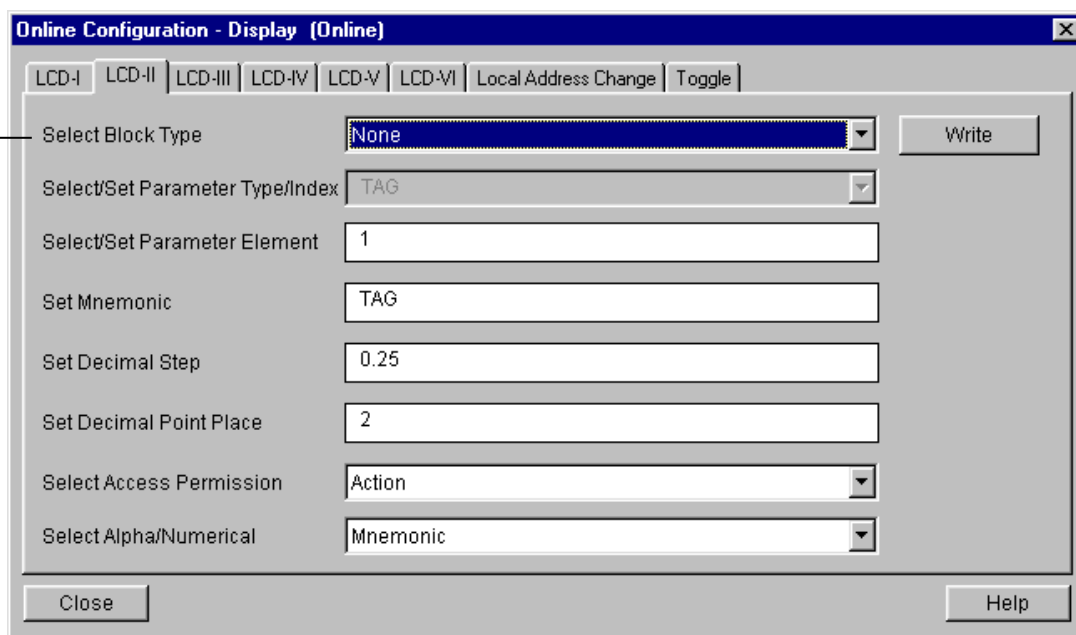 Online Configuration - Display (Online)
LCD-I LCD-II LCD-III LCD-IV LCD-V LCD-VI Local Address Change Toggle
Select Block Type None Write
Select/Set Parameter Type/Index TAG
Select/Set Parameter Element 1
Set Mnemonic TAG
Set Decimal Step 0.25
Set Decimal Point Place 2
Select Access Permission Action
Select Alpha/Numerical Mnemonic
Close Help